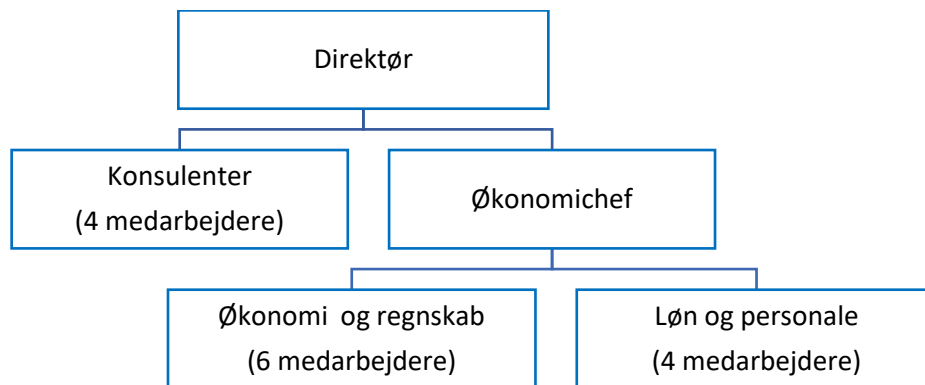 Direktør
Konsulenter
(4 medarbejdere)
Økonomichef
Økonomi og regnskab
(6 medarbejdere)
Løn og personale
(4 medarbejdere)